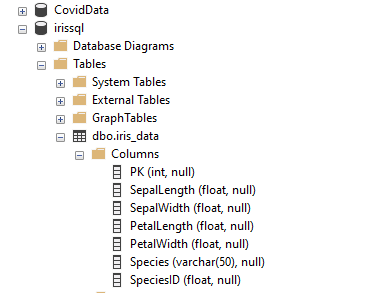 CovidData
irissql
Database Diagrams
Tables
System Tables
External Tables
GraphTables
dbo.iris_data
Columns
PK (int, null)
SepalLength (float, null)
SepalWidth (float, null)
PetalLength (float, null)
PetalWidth (float, null)
Species (varchar(50), null)
SpeciesID (float, null)